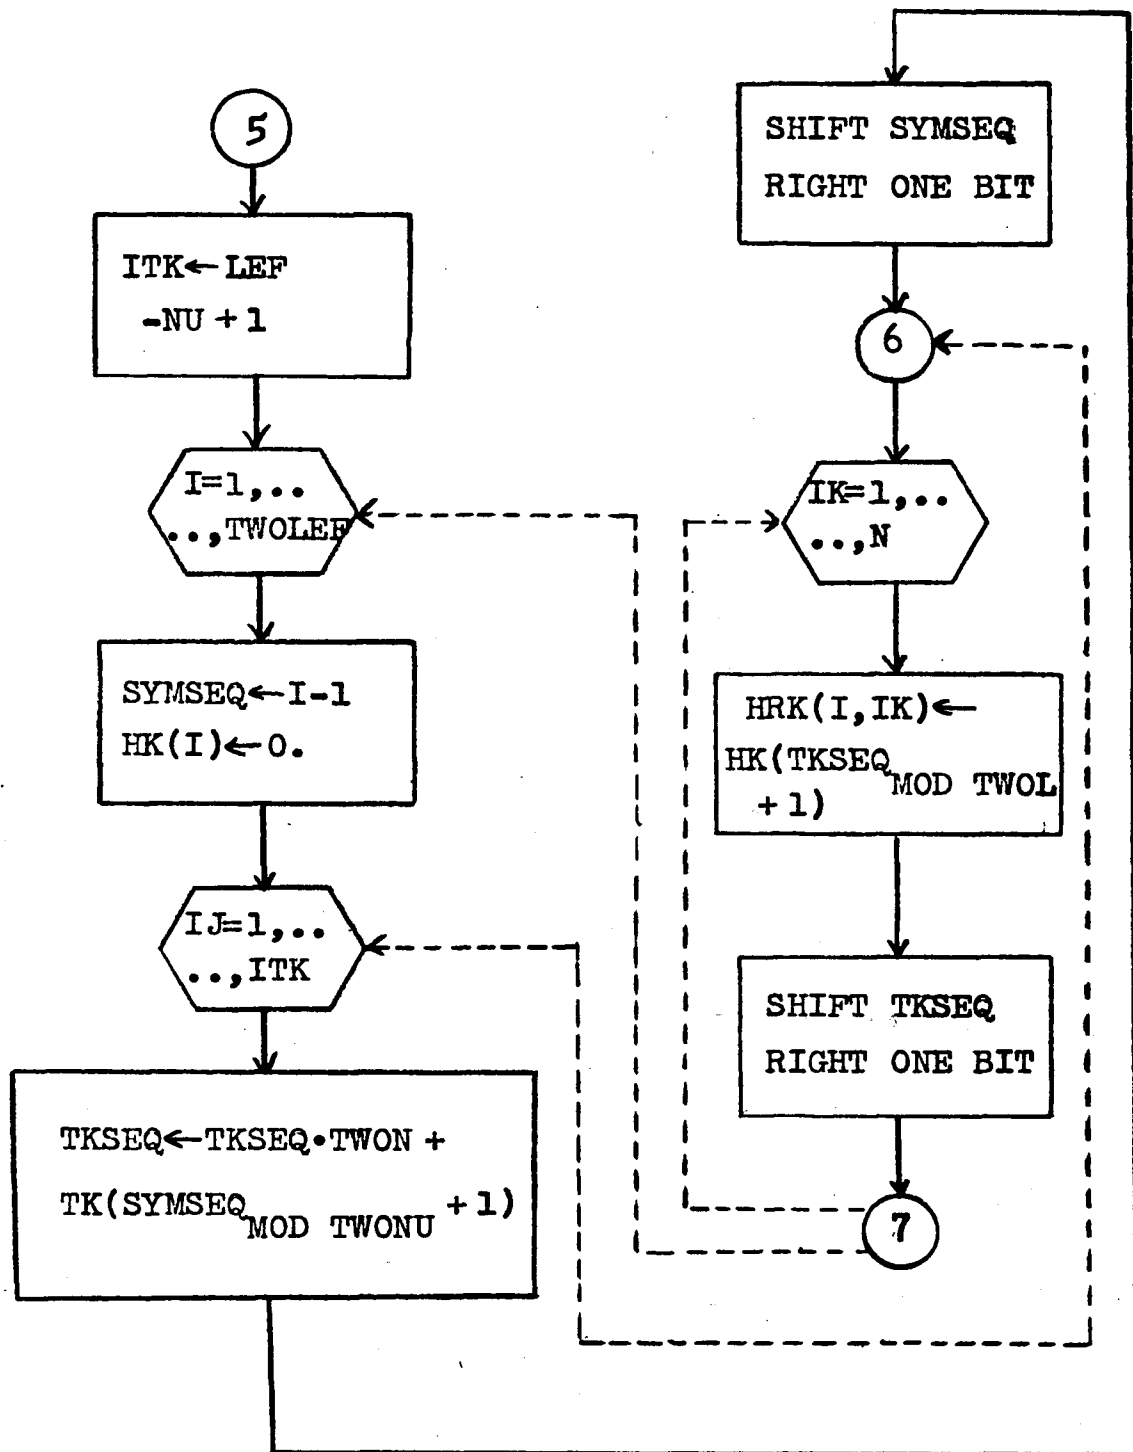 5
ITK←LEF
-NU + 1
I=1,..
..,TWOLEF
SYMSEQ←I-1
HK(I)←0.
IJ=1,..
..,ITK
TKSEQ←TKSEQ•TWON +
TK(SYMSEQ MOD TWONU + 1)
SHIFT SYMSEQ
RIGHT ONE BIT
6
IK=1,..
..,N
HRK(I,IK)←
HK(TKSEQ MOD TWOL
+ 1)
SHIFT TKSEQ
RIGHT ONE BIT
7